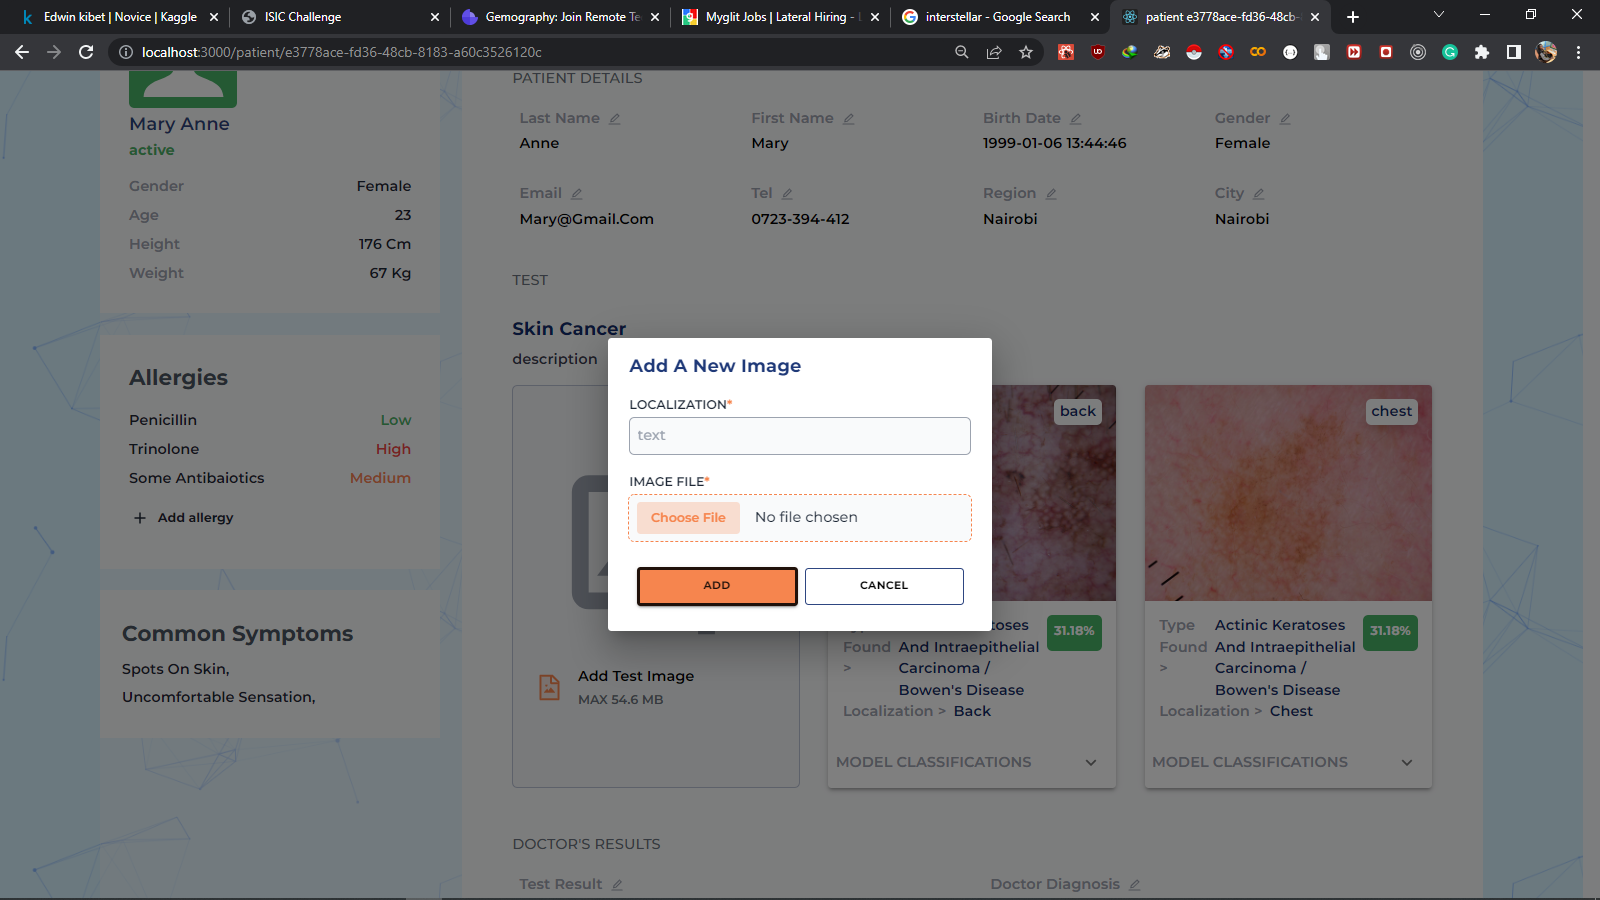 Edwin kibet | Novice | Kaggle
ISIC Challenge
Gemography: Join Remote Te
Myglit Jobs | Lateral Hiring -
interstellar - Google Search
patient e3778ace-fd36-48cb-
localhost:3000/patient/e3778ace-fd36-48cb-8183-a60c3526120c
Mary Anne
active
Gender Female
Age 23
Height 176 Cm
Weight 67 Kg
Allergies
Penicillin Low
Trinolone High
Some Antibaiotics Medium
+ Add allergy
Common Symptoms
Spots On Skin,
Uncomfortable Sensation,
PATIENT DETAILS
Last Name First Name Birth Date Gender
Anne Mary 1999-01-06 13:44:46 Female
Email Tel Region City
Mary@Gmail.Com 0723-394-412 Nairobi Nairobi
TEST
Skin Cancer
description
Add A New Image
LOCALIZATION*
text
IMAGE FILE*
Choose File No file chosen
ADD CANCEL
Add Test Image
MAX 54.6 MB
back
31.18%
Found And Intraepithelial
> Carcinoma /
Bowen's Disease
Localization > Back
MODEL CLASSIFICATIONS
chest
Type Actinic Keratoses 31.18%
Found And Intraepithelial
> Carcinoma /
Bowen's Disease
Localization > Chest
MODEL CLASSIFICATIONS
DOCTOR'S RESULTS
Test Result Doctor Diagnosis